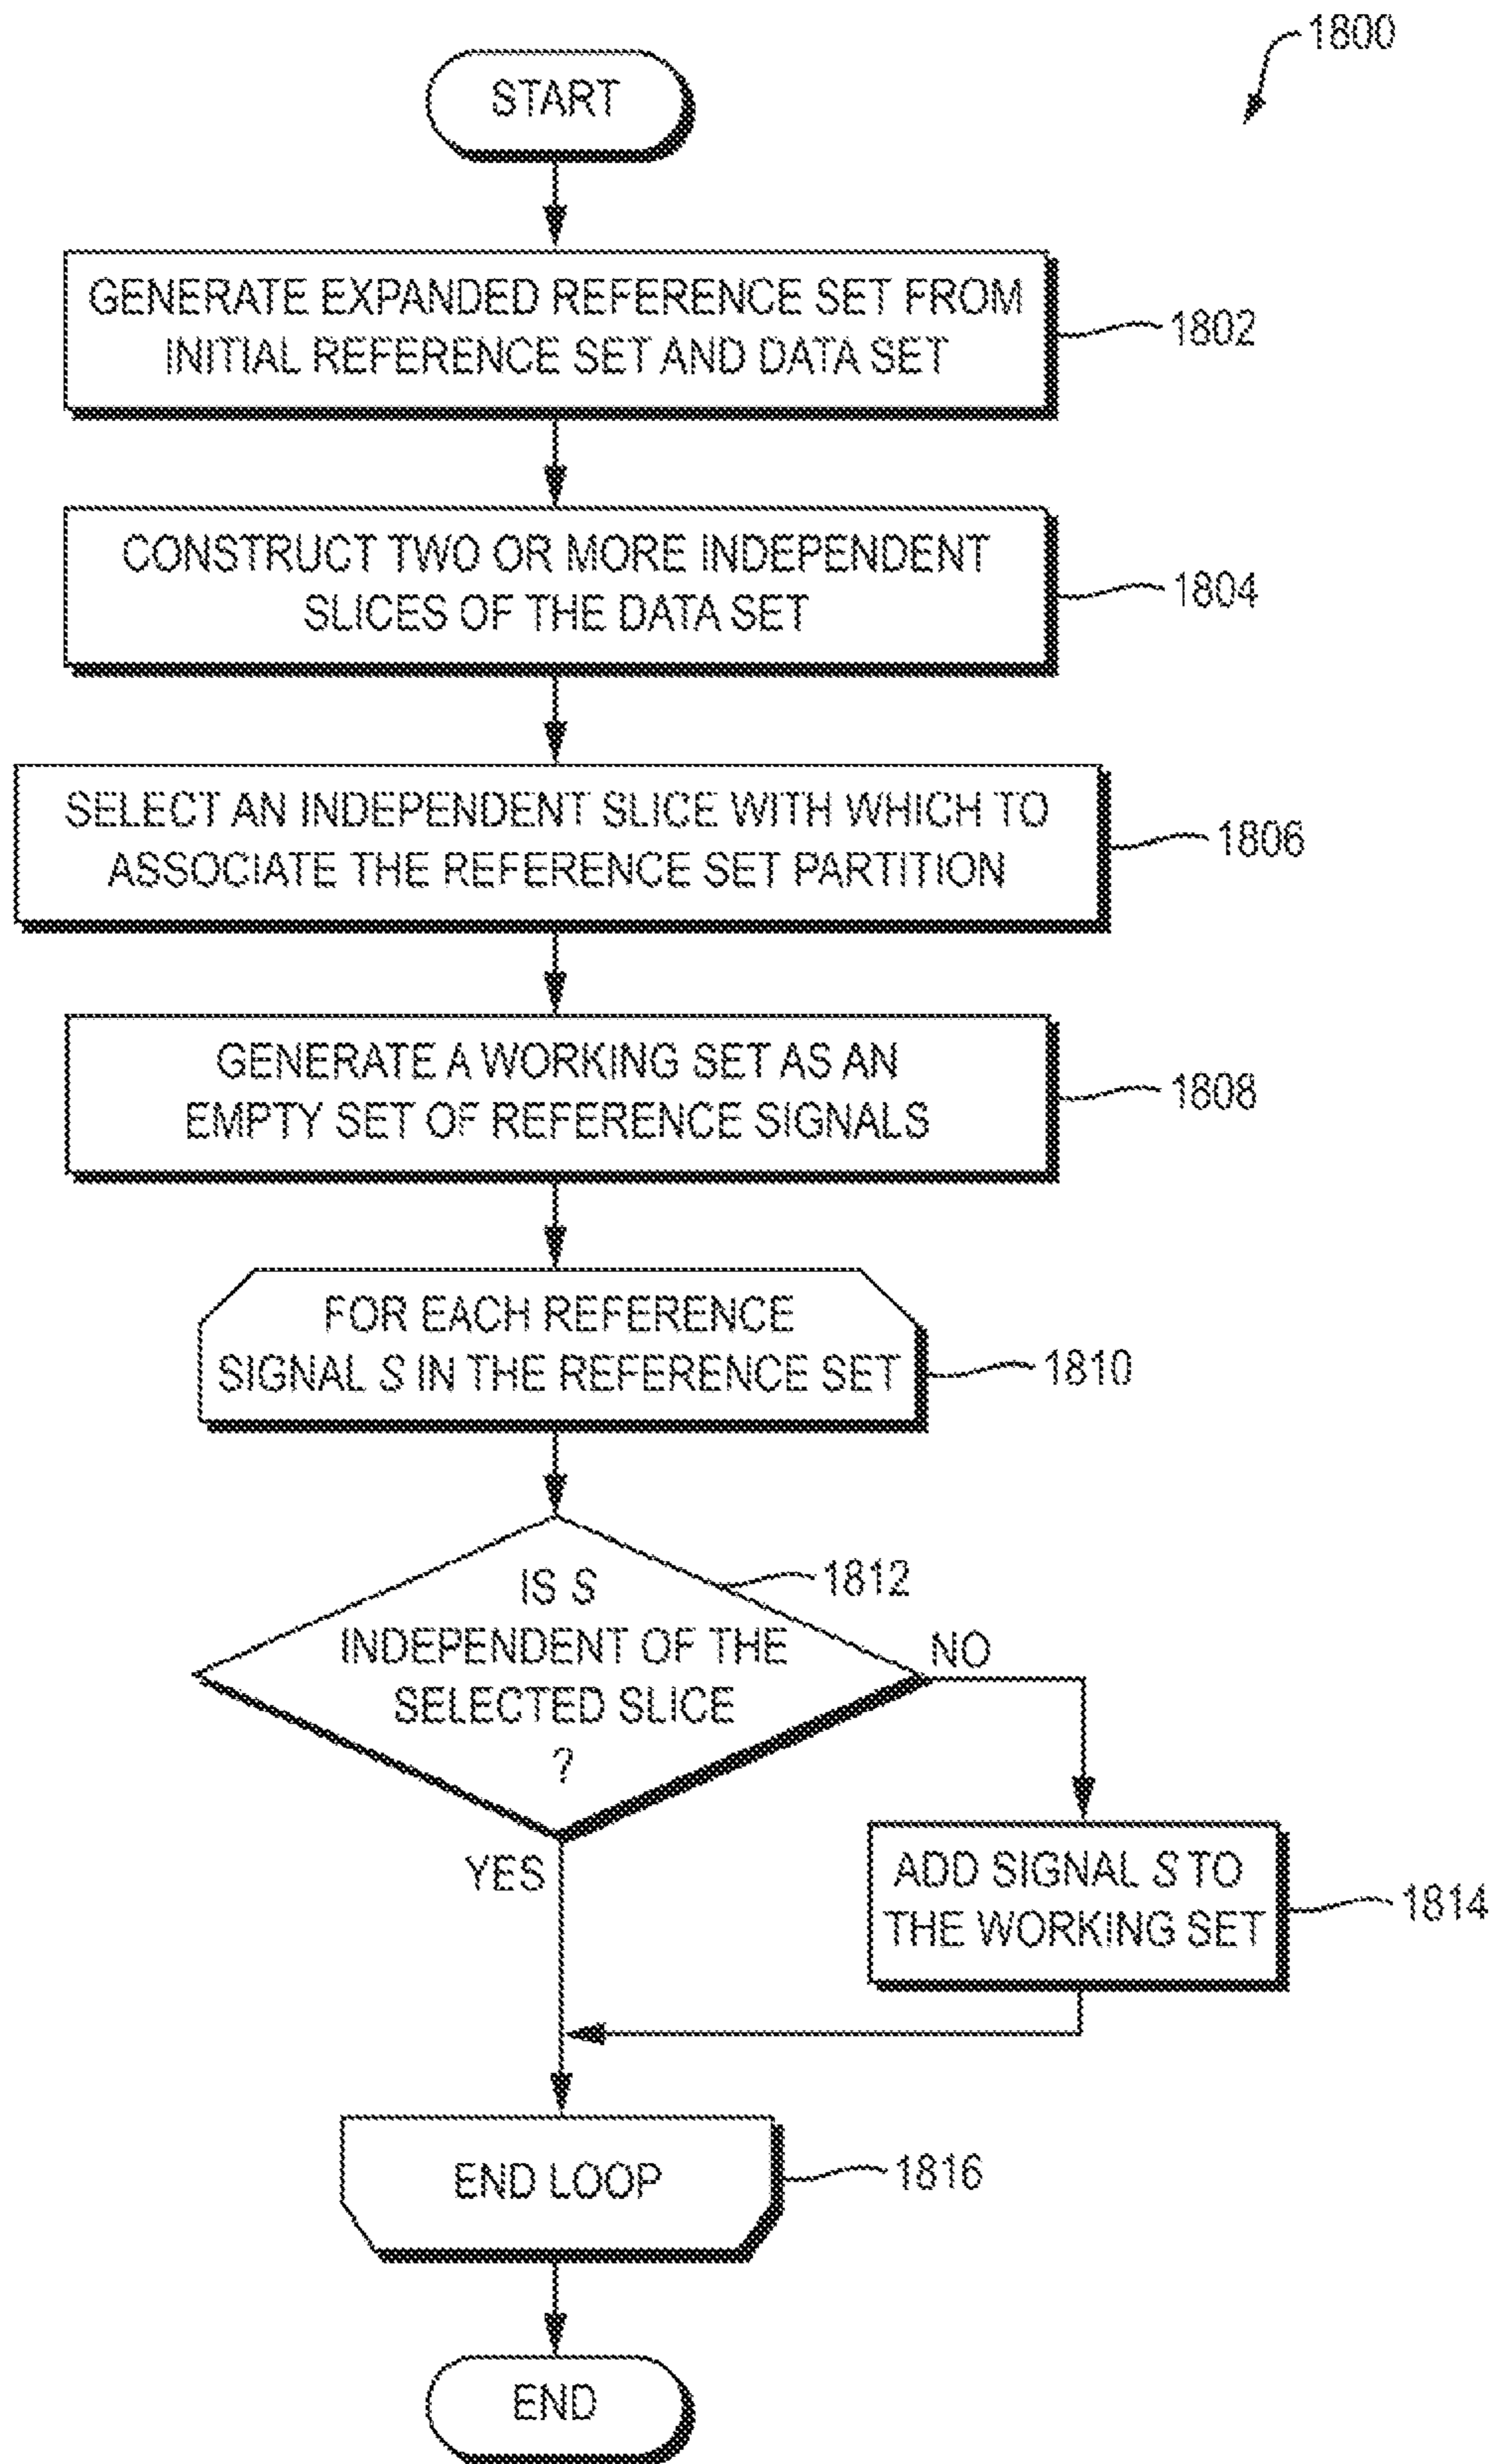 1800
START
GENERATE EXPANDED REFERENCE SET FROM
INITIAL REFERENCE SET AND DATA SET
1802
CONSTRUCT TWO OR MORE INDEPENDENT
SLICES OF THE DATA SET
1804
SELECT AN INDEPENDENT SLICE WITH WHICH TO
ASSOCIATE THE REFERENCE SET PARTITION
1806
GENERATE A WORKING SET AS AN
EMPTY SET OF REFERENCE SIGNALS
1808
FOR EACH REFERENCE
SIGNAL S IN THE REFERENCE SET
1810
IS S
INDEPENDENT OF THE
SELECTED SLICE
?
1812
NO
YES
ADD SIGNAL S TO
THE WORKING SET
1814
END LOOP
1816
END